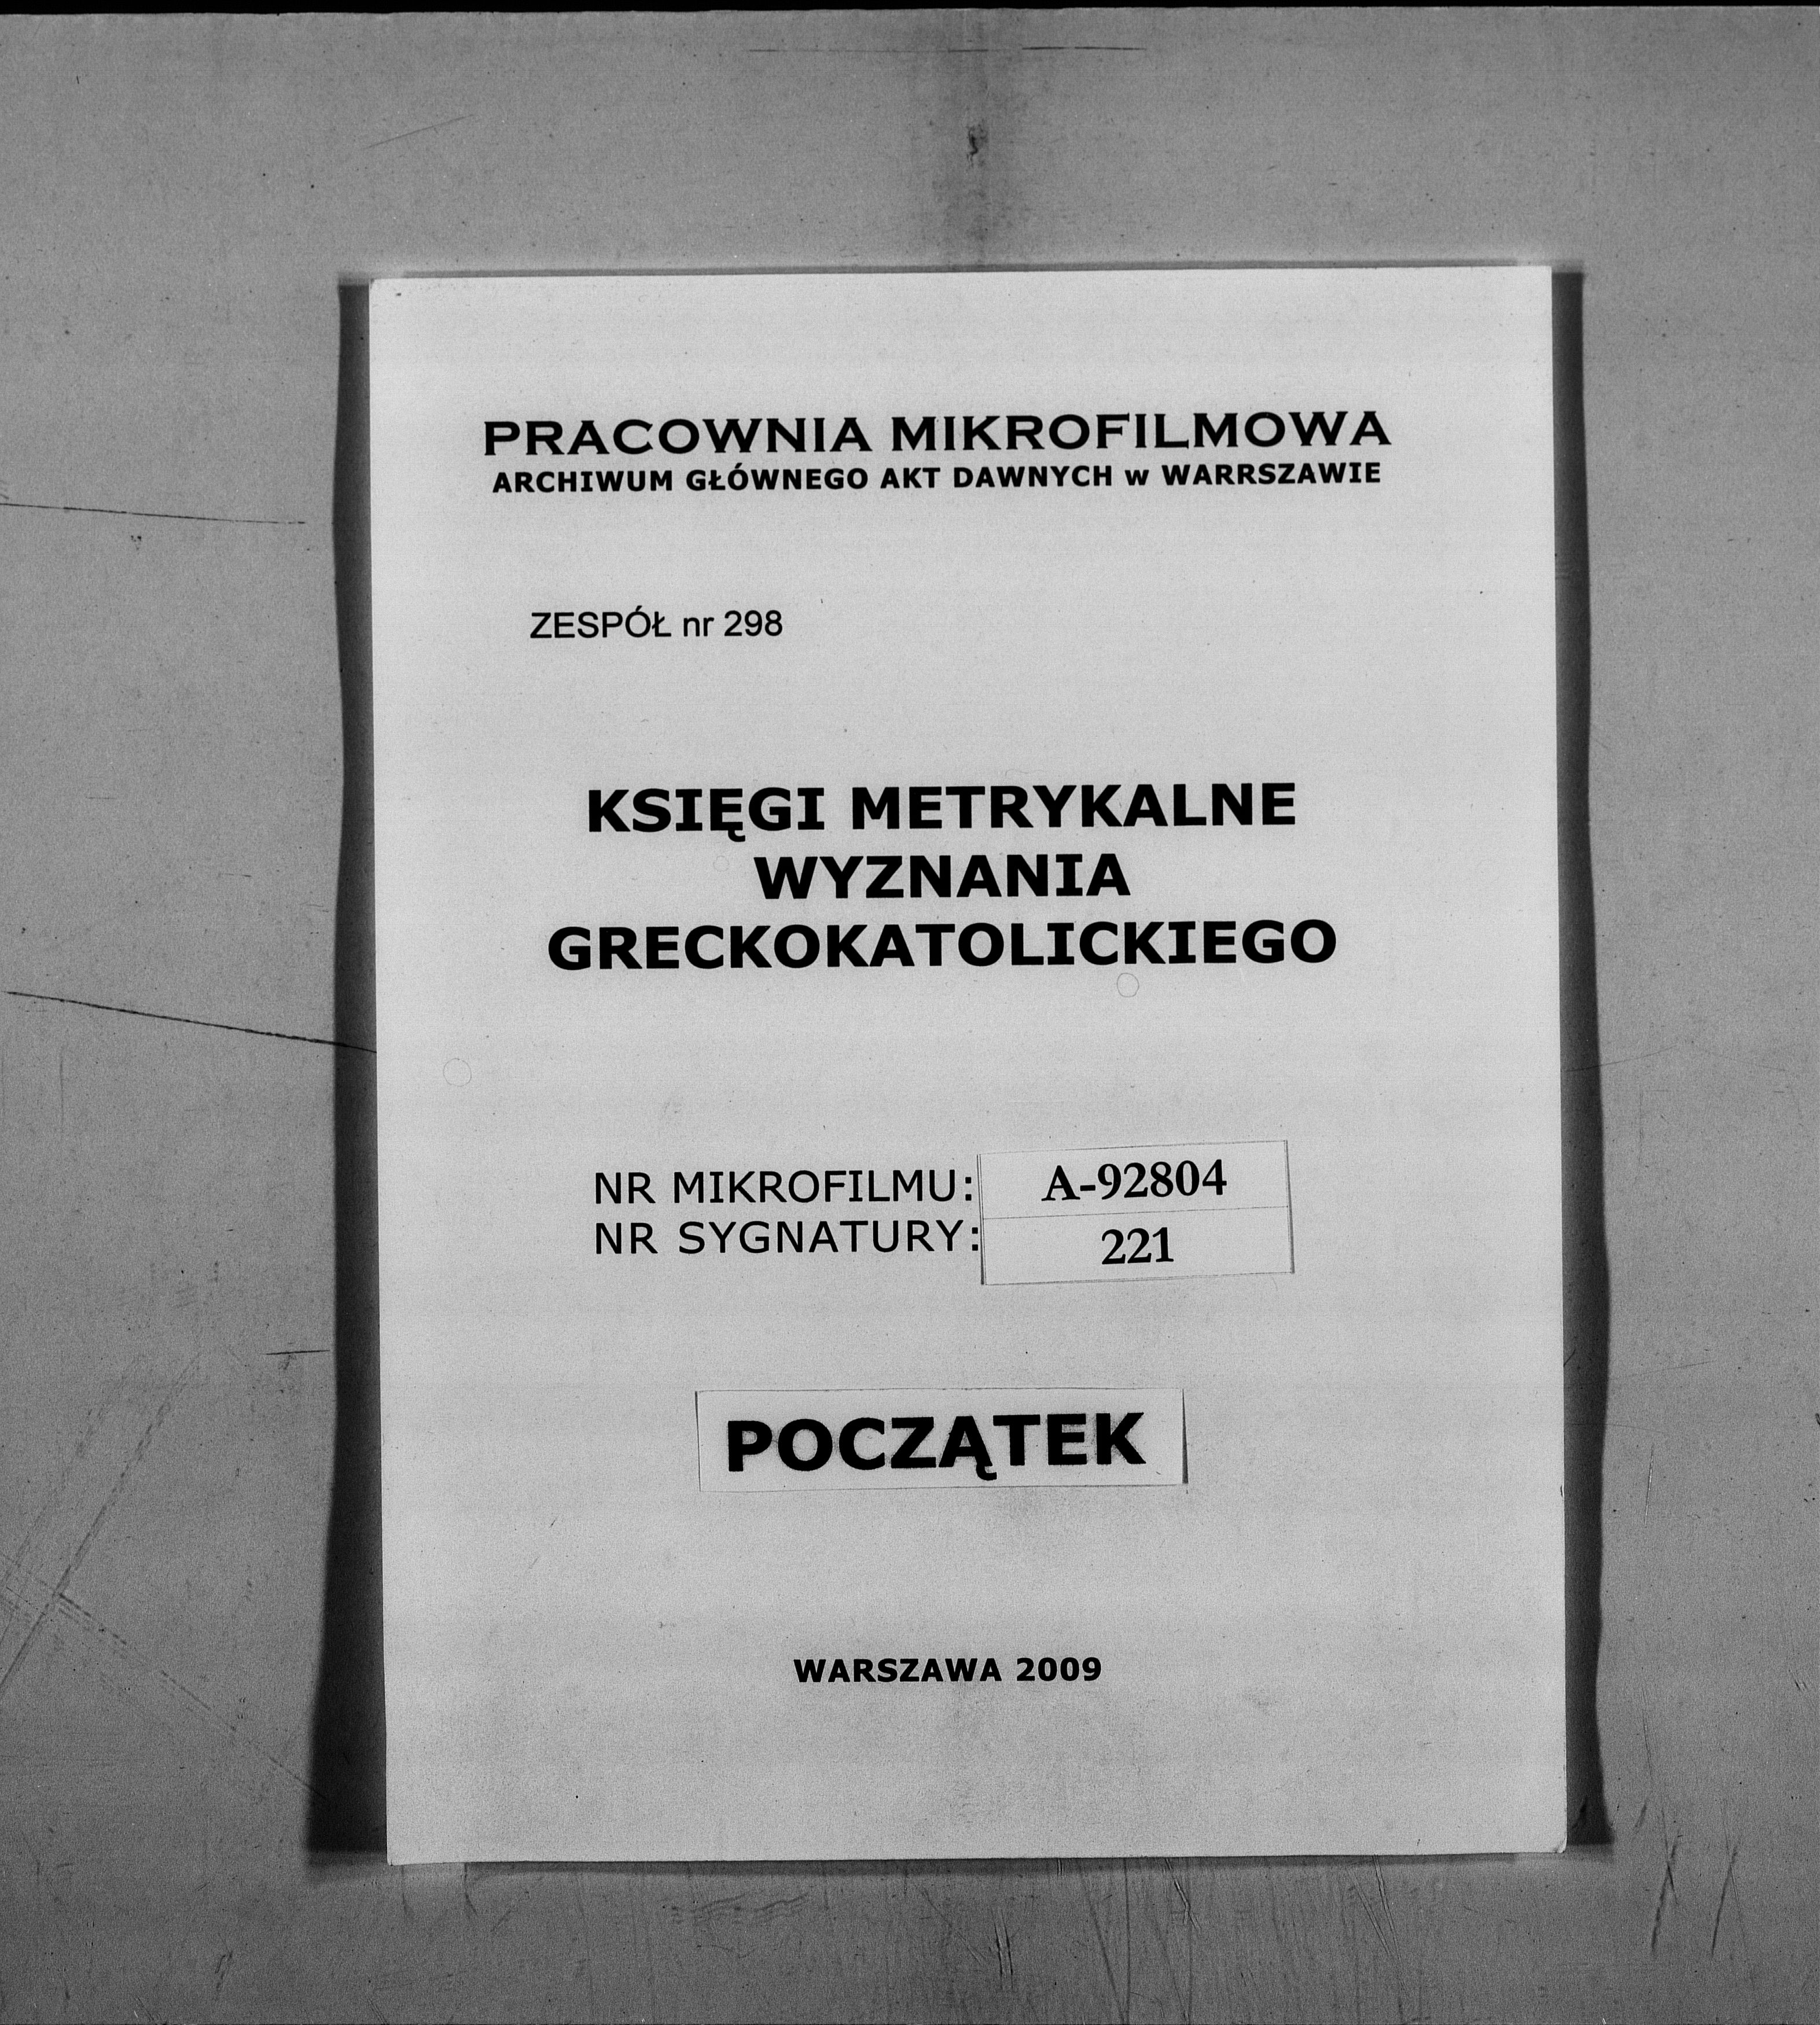 PRACOWNIA MIKROFILMOWA
ARCHIWUM GŁÓWNEGO AKT DAWNYCH w WARRSZAWIE
ZESPÓŁ nr 298
KSIĘGI METRYKALNE
WYZNANIA
GRECKOKATOLICKIEGO
NR MIKROFILMU: A-92804
NR SYGNATURY: 221
POCZĄTEK
WARSZAWA 2009